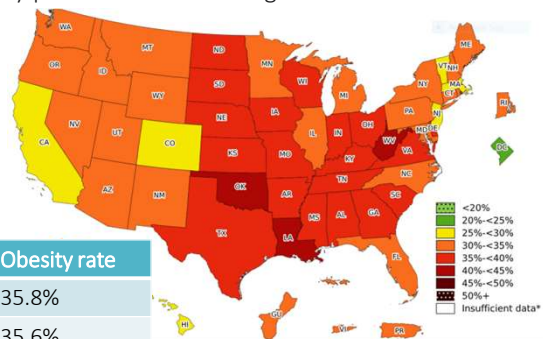 WA
MT
ND
MN
ME
OR
ID
SD
WI
MI
VT
NH
NY
MA
CT
RI
WY
NE
IA
PA
NJ
NV
UT
CO
IL
IN
OH
MD
DE
DC
CA
KS
MO
KY
WV
VA
AZ
NM
OK
AR
TN
NC
SC
TX
LA
MS
AL
GA
FL
HI
GU
VI
PR
<20%
20%-<25%
25%-<30%
30%-<35%
35%-<40%
40%-<45%
45%-<50%
50%+
Insufficient data*
Obesity rate
35.8%
35.6%